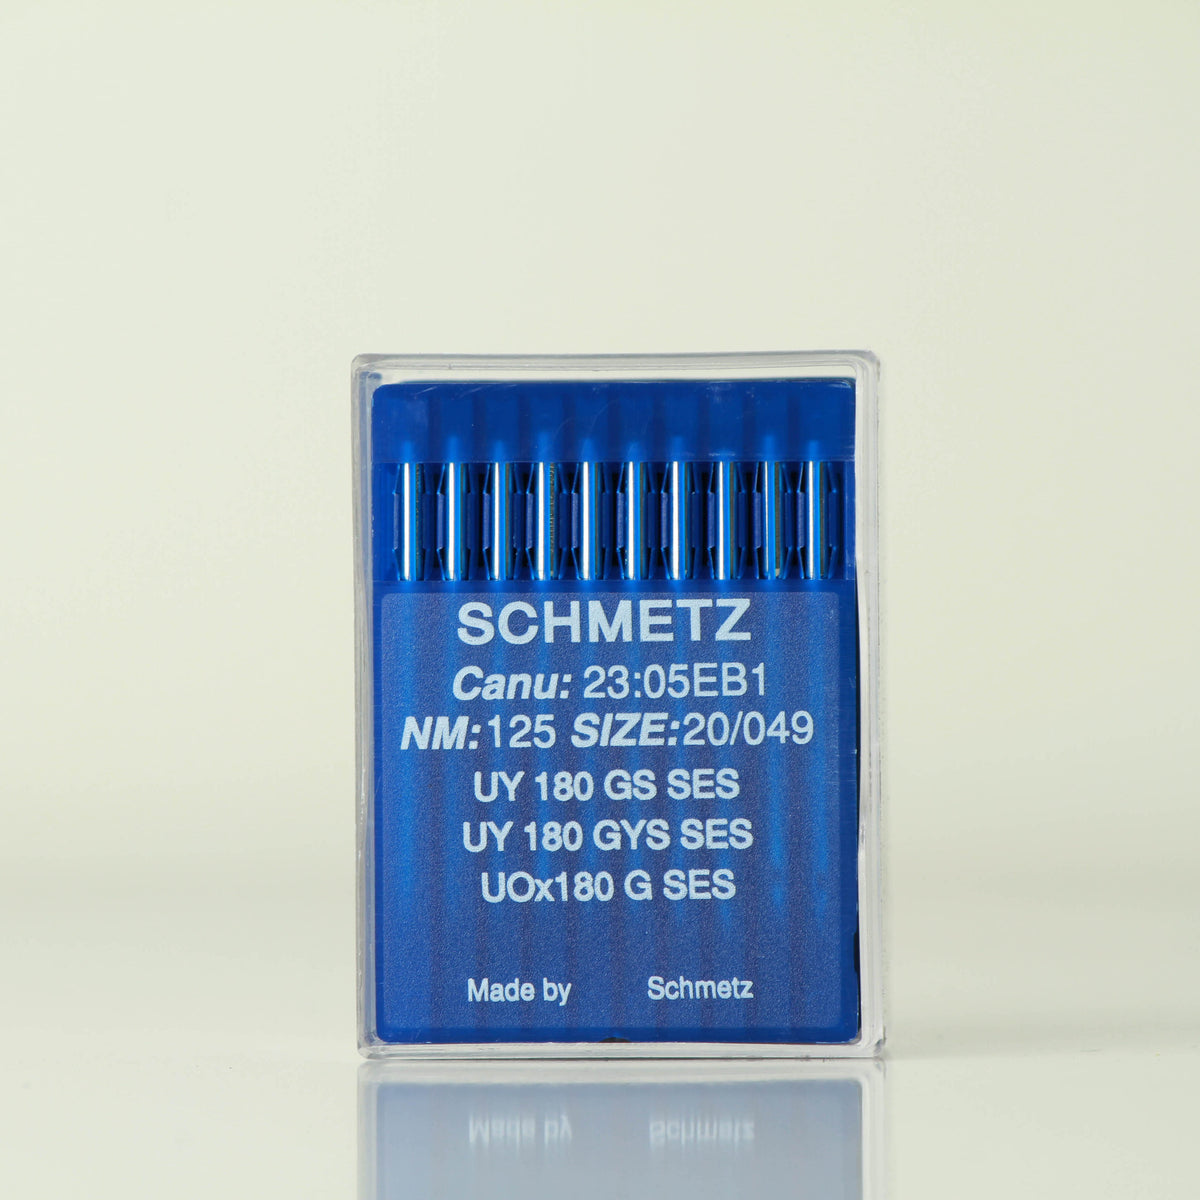 SCHMETZ
Canu: 23:05EB1
NM:125 SIZE:20/049
UY 180 GS SES
UY 180 GYS SES
UOx180 G SES
Made by Schmetz